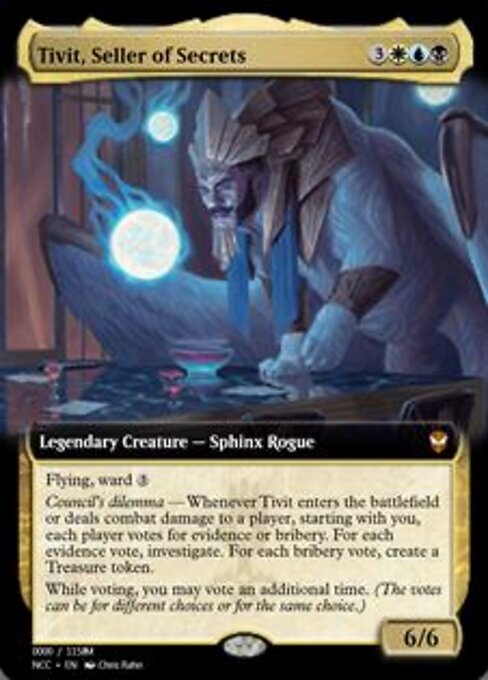 Tivit, Seller of Secrets 3
Legendary Creature — Sphinx Rogue
Flying, ward 3
Council's dilemma — Whenever Tivit enters the battlefield
or deals combat damage to a player, starting with you,
each player votes for evidence or bribery. For each
evidence vote, investigate. For each bribery vote, create a
Treasure token.
While voting, you may vote an additional time. (The votes
can be for different choices or for the same choice.)
6/6
NCC • EN Chris Rahn